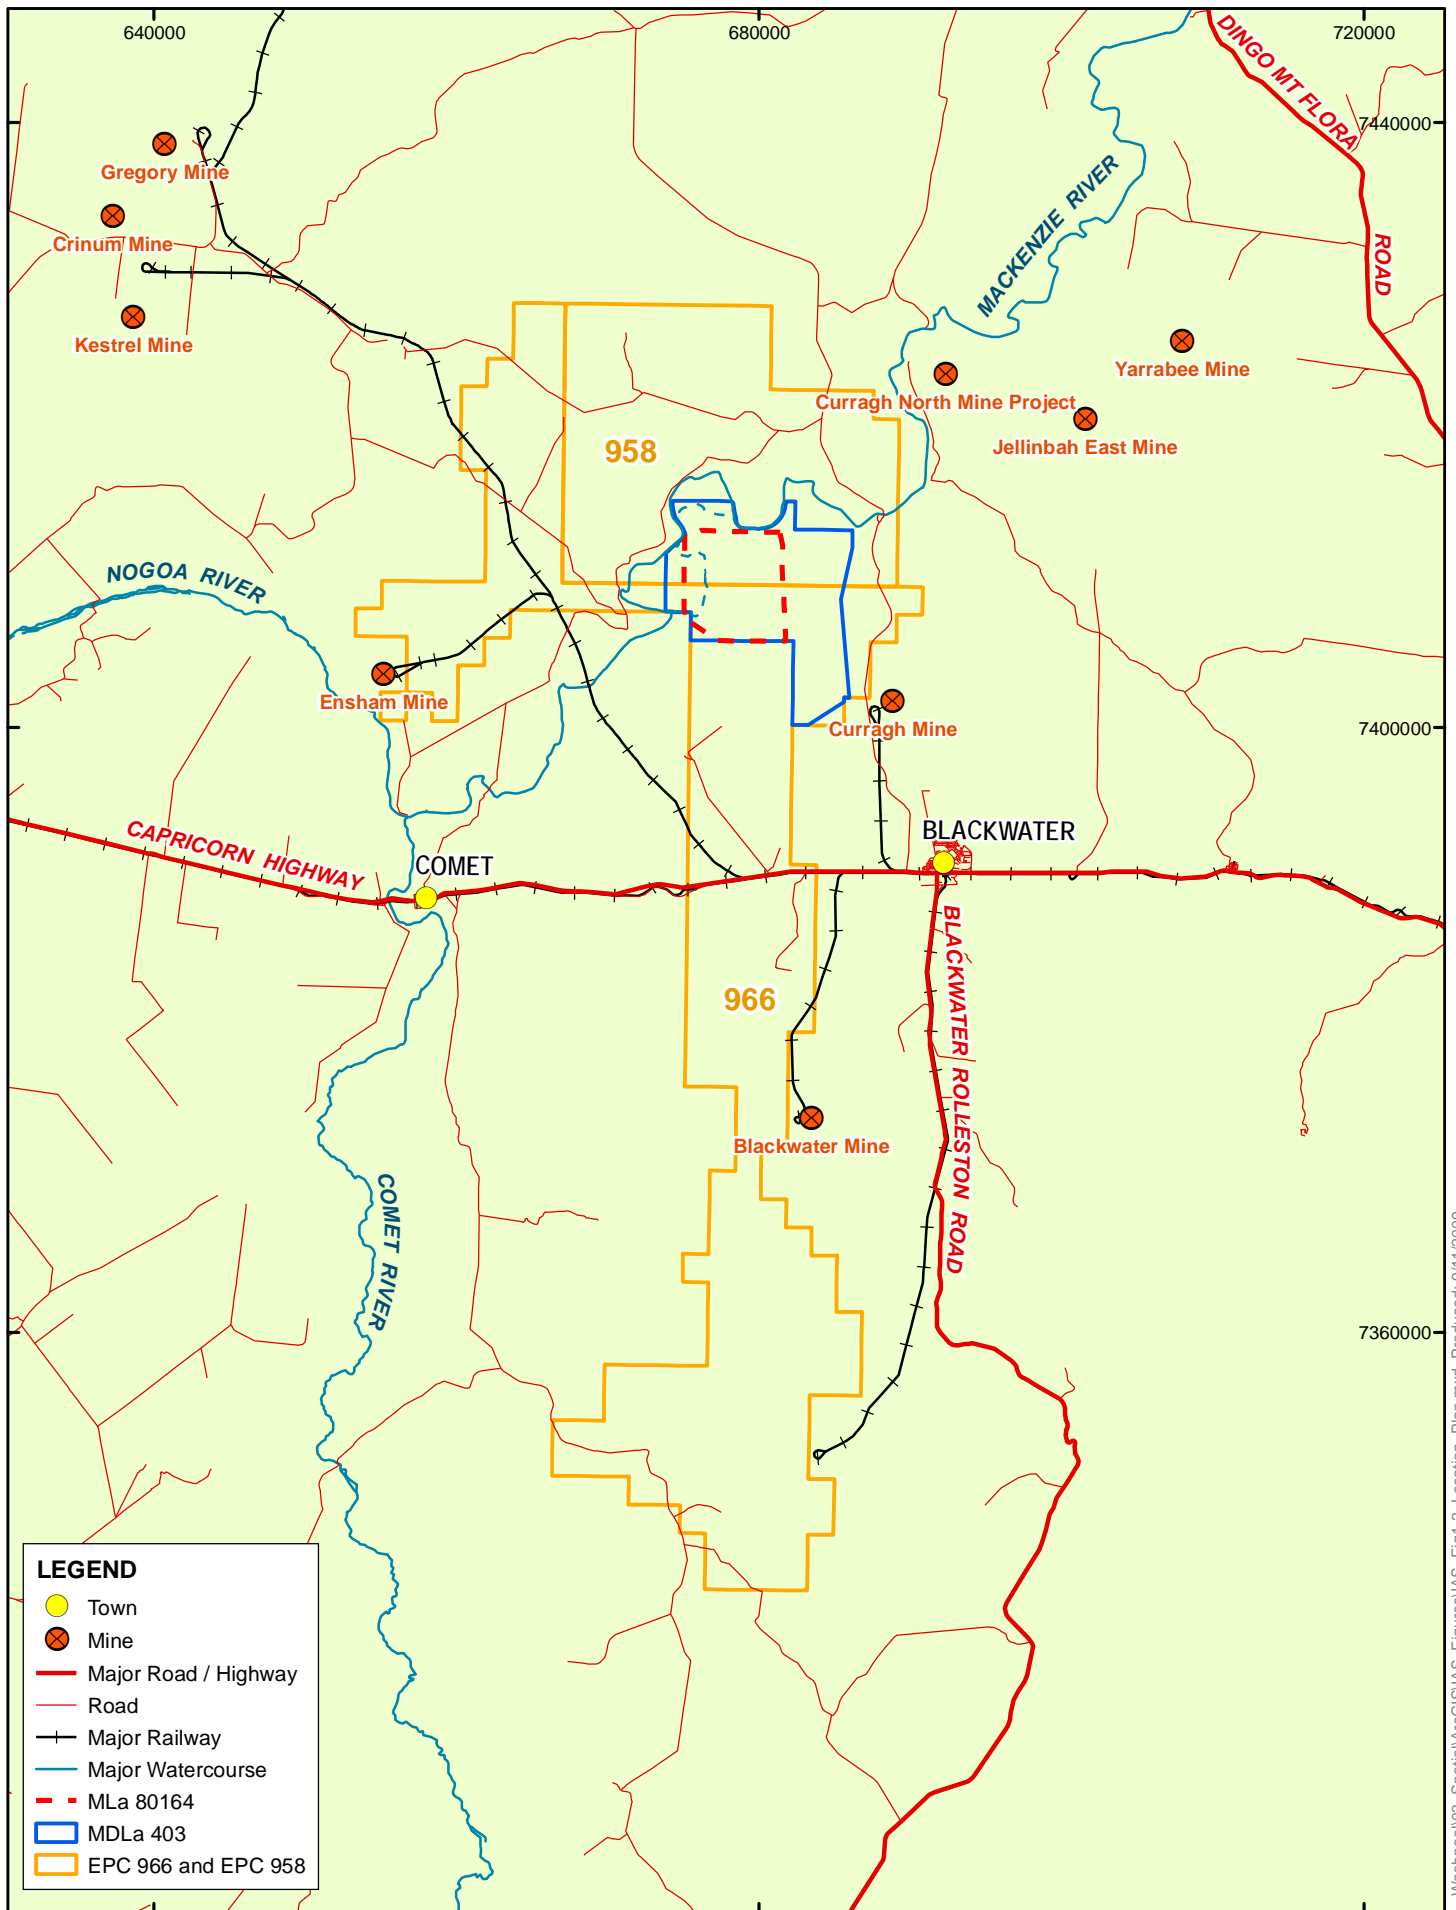 640000
680000
720000
DINGO MT FLORA
7440000
Gregory Mine
MACKENZIE RIVER
Crinum Mine
ROAD
Kestrel Mine
Yarrabee Mine
Curragh North Mine Project
Jellinbah East Mine
958
NOGOA RIVER
Ensham Mine
Curragh Mine
7400000
CAPRICORN HIGHWAY
BLACKWATER
COMET
BLACKWATER ROLLESTON ROAD
966
Blackwater Mine
COMET RIVER
7360000
LEGEND
Town
Mine
Major Road / Highway
Road
Major Railway
Major Watercourse
MLa 80164
MDLa 403
EPC 966 and EPC 958